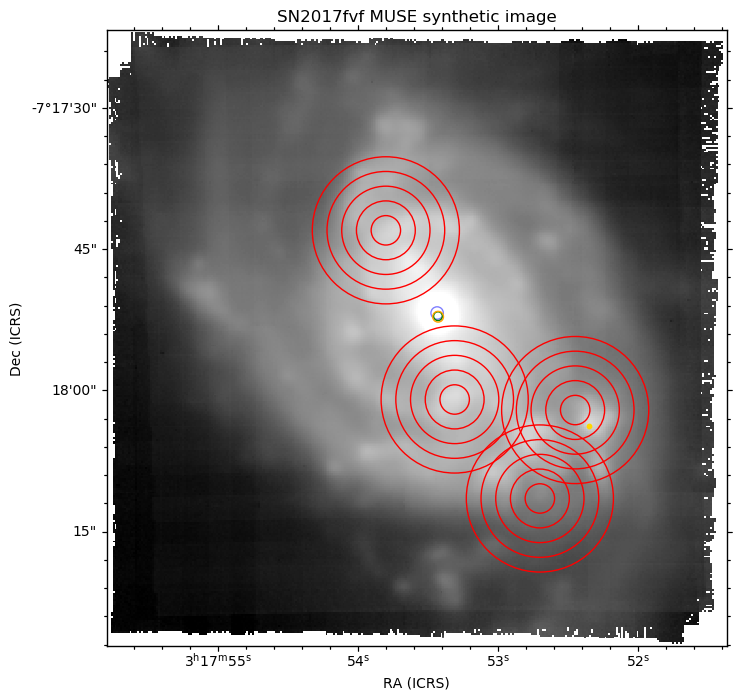 SN2017fvf MUSE synthetic image
-7°17'30"
45"
Dec (ICRS)
18'00"
15"
3ʰ17ᵐ55ˢ
54ˢ
53ˢ
52ˢ
RA (ICRS)